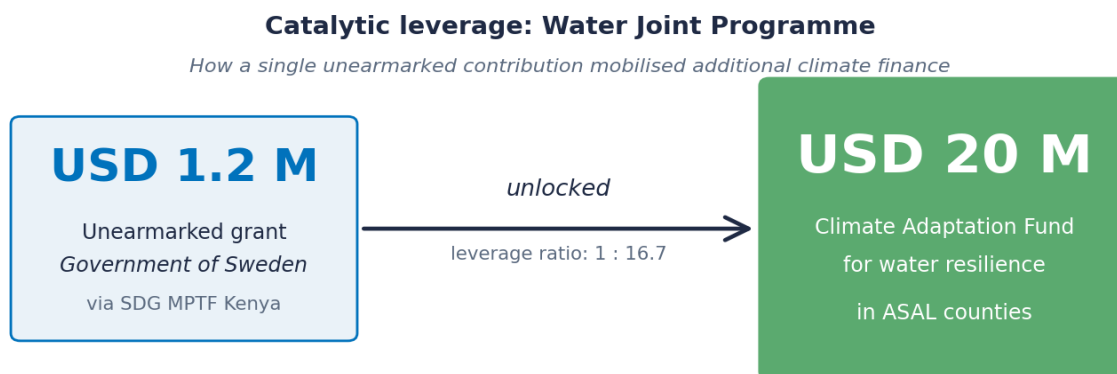 Catalytic leverage: Water Joint Programme
How a single unearmarked contribution mobilised additional climate finance
USD 1.2 M
Unearmarked grant
Government of Sweden
via SDG MPTF Kenya
unlocked
leverage ratio: 1 : 16.7
USD 20 M
Climate Adaptation Fund
for water resilience
in ASAL counties